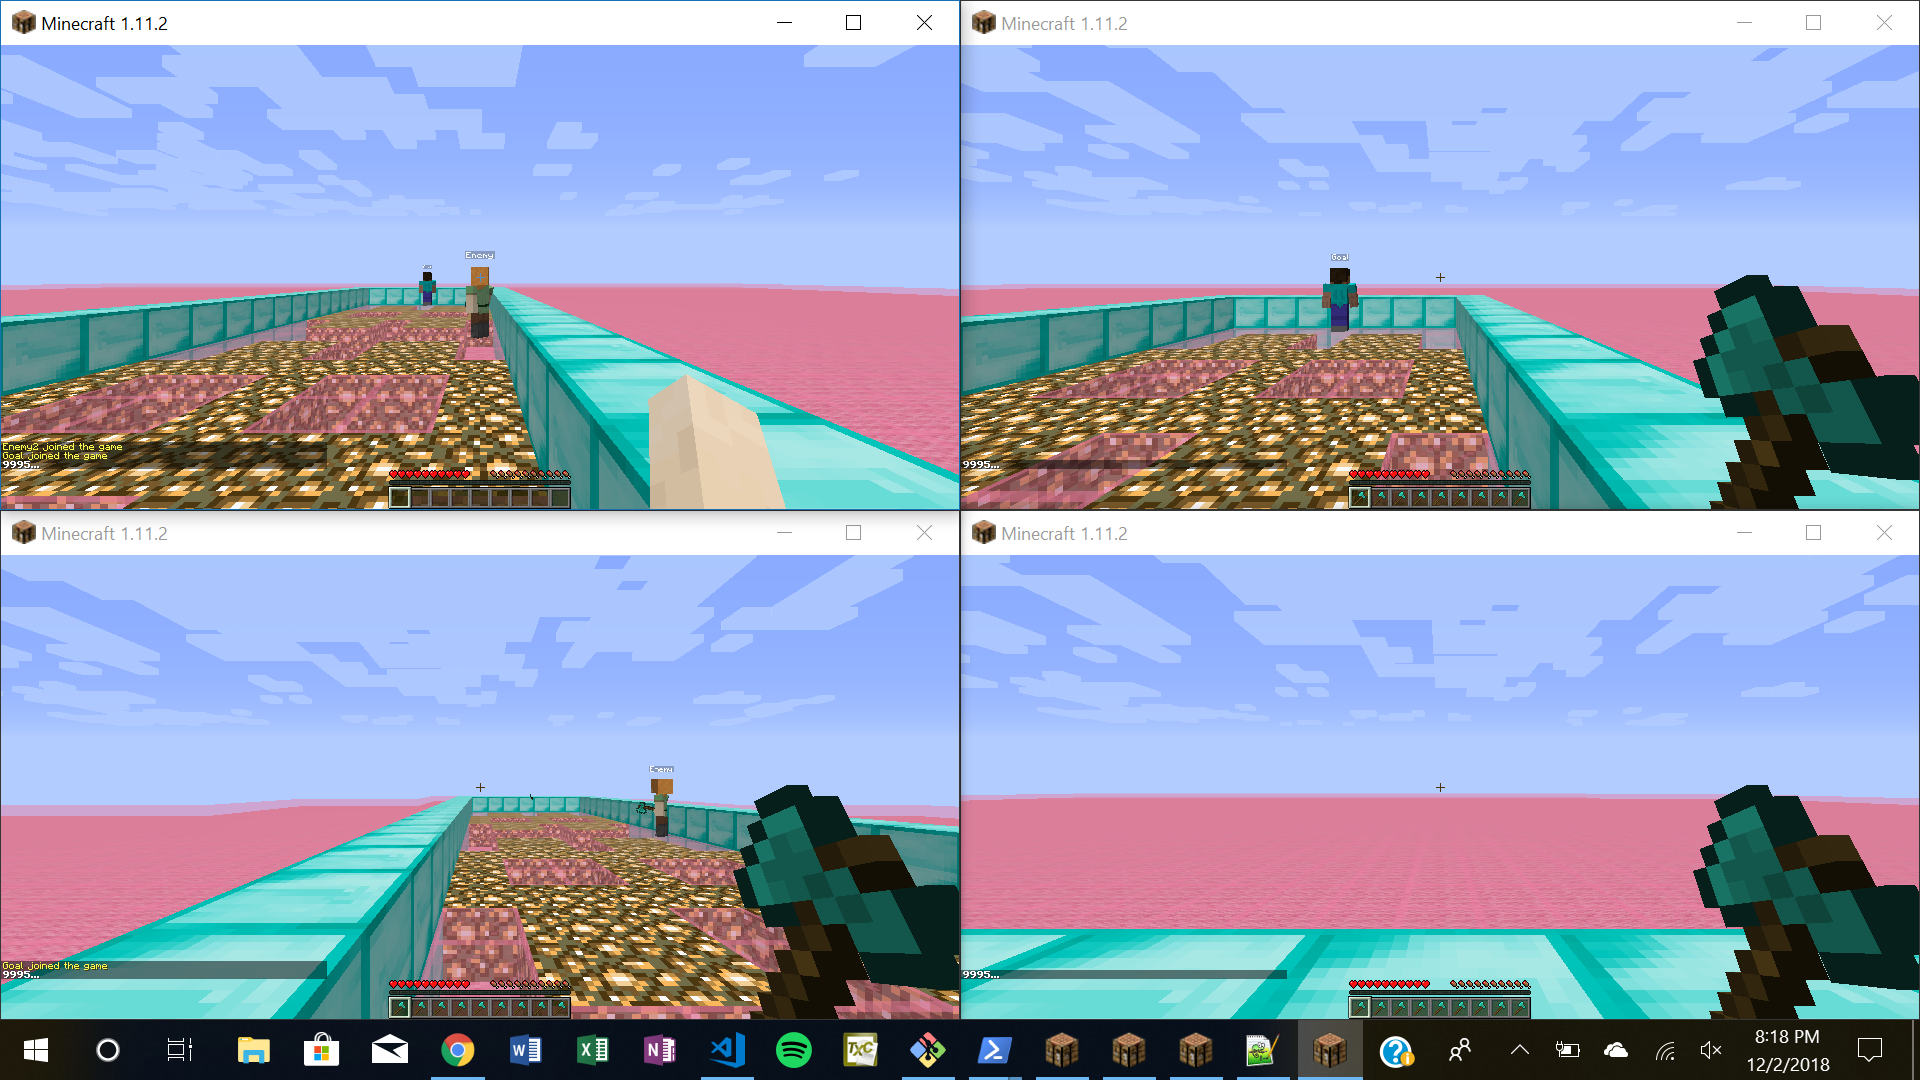 Minecraft 1.11.2
Enemy
Enemy2 joined the game
Goal joined the game
9995...
Minecraft 1.11.2
Goal
9995...
Minecraft 1.11.2
Enemy
Goal joined the game
9995...
Minecraft 1.11.2
9995...
8:18 PM
12/2/2018